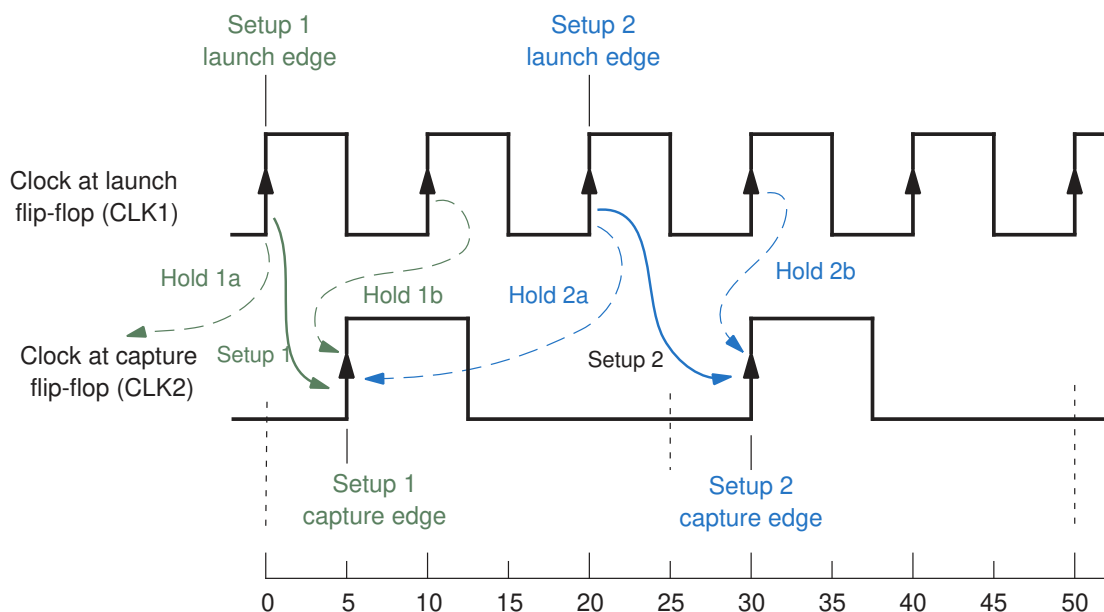 Setup 1
launch edge
Setup 2
launch edge
Clock at launch
flip-flop (CLK1)
Hold 1a
Hold 1b
Hold 2a
Hold 2b
Clock at capture
flip-flop (CLK2)
Setup 1
Setup 2
Setup 1
capture edge
Setup 2
capture edge
0 5 10 15 20 25 30 35 40 45 50